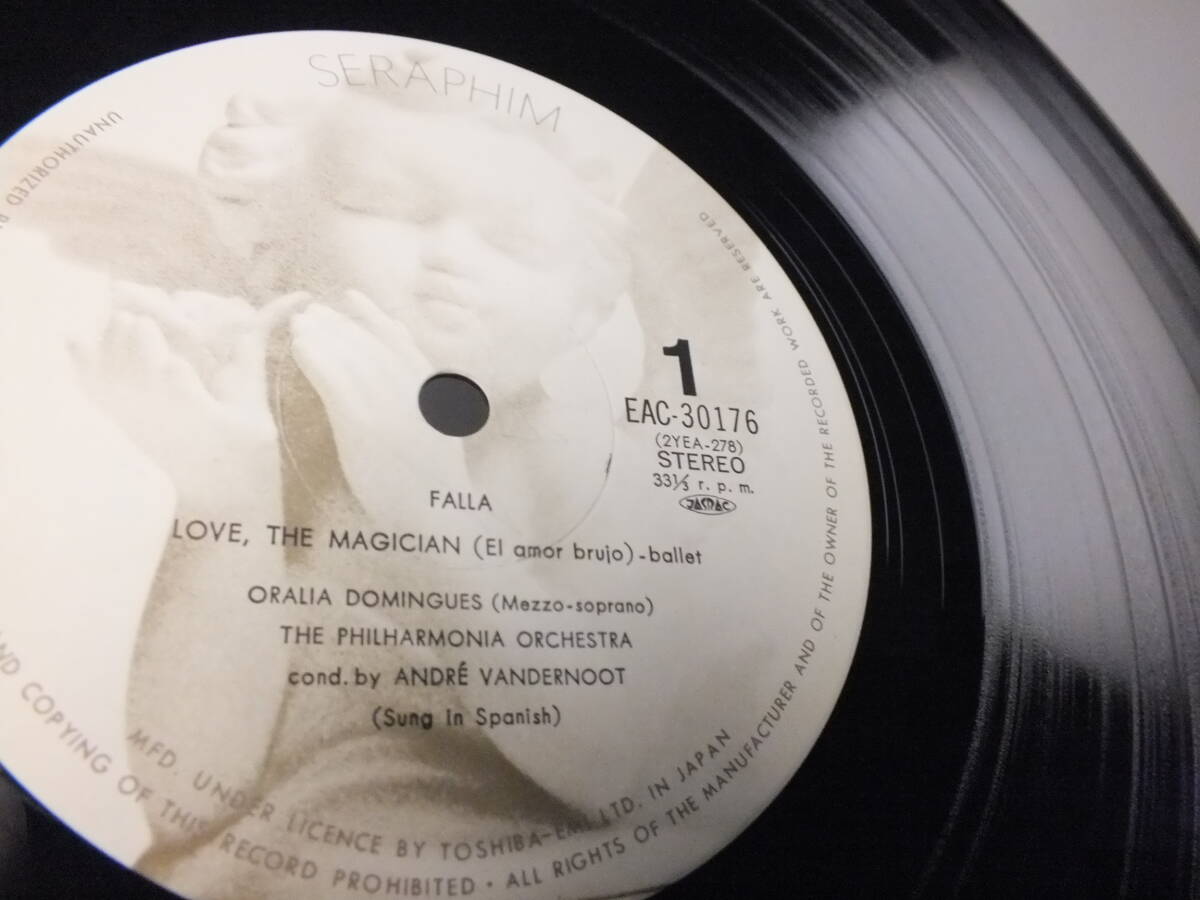 SERAPHIM
1
EAC-30176
(2YEA-278)
STEREO
33⅓ r. p. m.
JASRAC
FALLA
LOVE, THE MAGICIAN (El amor brujo)-ballet
ORALIA DOMINGUES (Mezzo-soprano)
THE PHILHARMONIA ORCHESTRA
cond. by ANDRÉ VANDERNOOT
(Sung in Spanish)
MFD. UNDER LICENCE BY TOSHIBA-EMI LTD. IN JAPAN
UNAUTHORIZED
AND COPYING OF THIS RECORD PROHIBITED · ALL RIGHTS OF THE MANUFACTURER AND OF THE OWNER OF THE RECORDED WORK ARE RESERVED